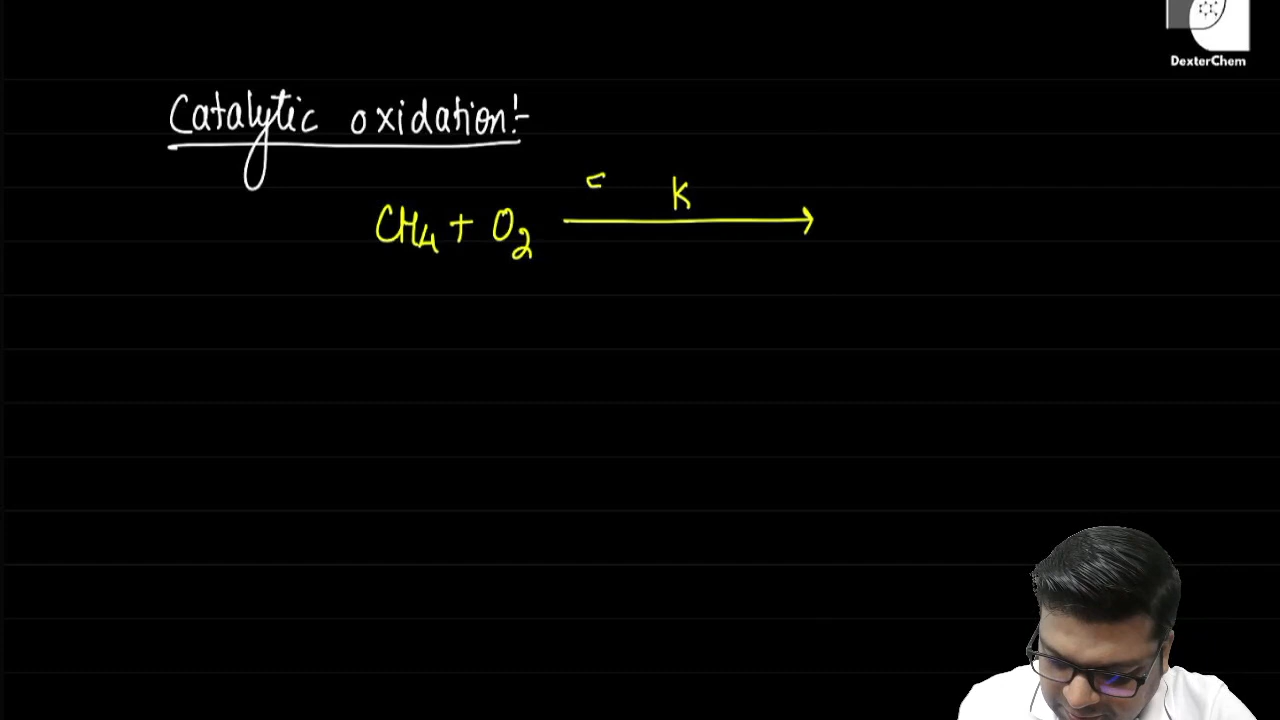 DexterChem
Catalytic oxidation:-
c K
CH4 + O2 →